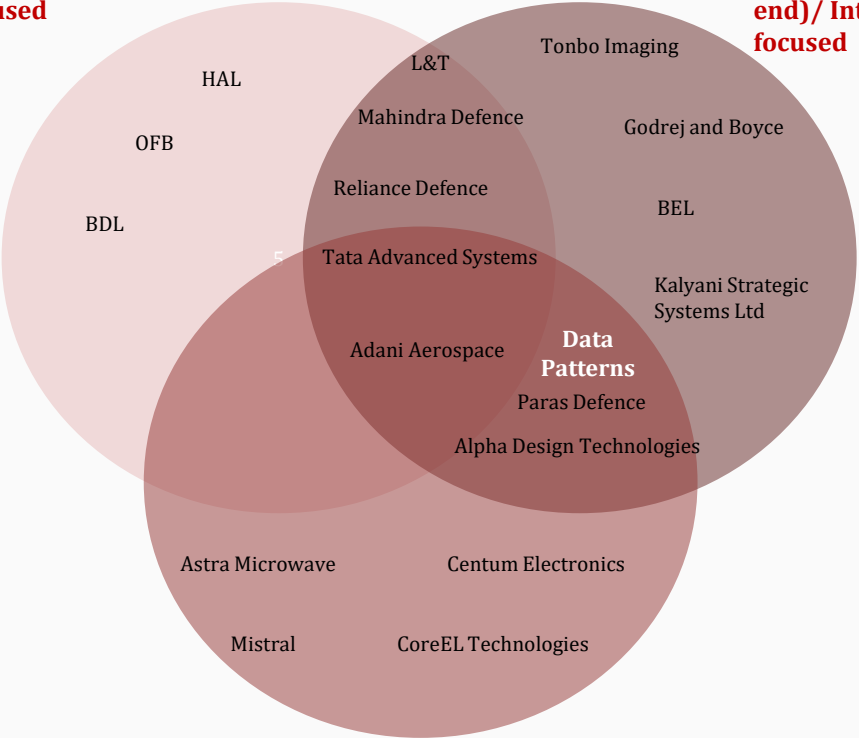 end)/
focused
Tonbo Imaging
L&T
HAL
Mahindra Defence
Godrej and Boyce
OFB
Reliance Defence
BEL
BDL
5
Tata Advanced Systems
Kalyani Strategic
Systems Ltd
Data
Patterns
Adani Aerospace
Paras Defence
Alpha Design Technologies
Astra Microwave
Centum Electronics
Mistral
CoreEL Technologies